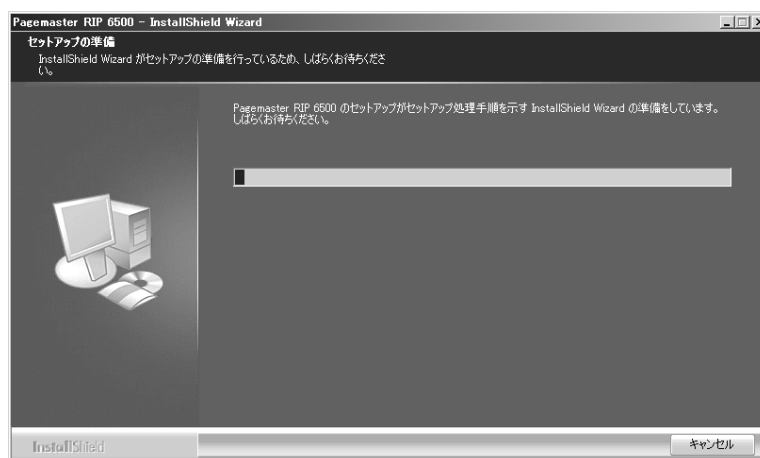 Pagemaster RIP 6500 - InstallShield Wizard
セットアップの準備
InstallShield Wizard がセットアップの準備を行っているため、しばらくお待ちくださ
い。
Pagemaster RIP 6500 のセットアップがセットアップ処理手順を示す InstallShield Wizard の準備をしています。
しばらくお待ちください。
InstallShield
キャンセル